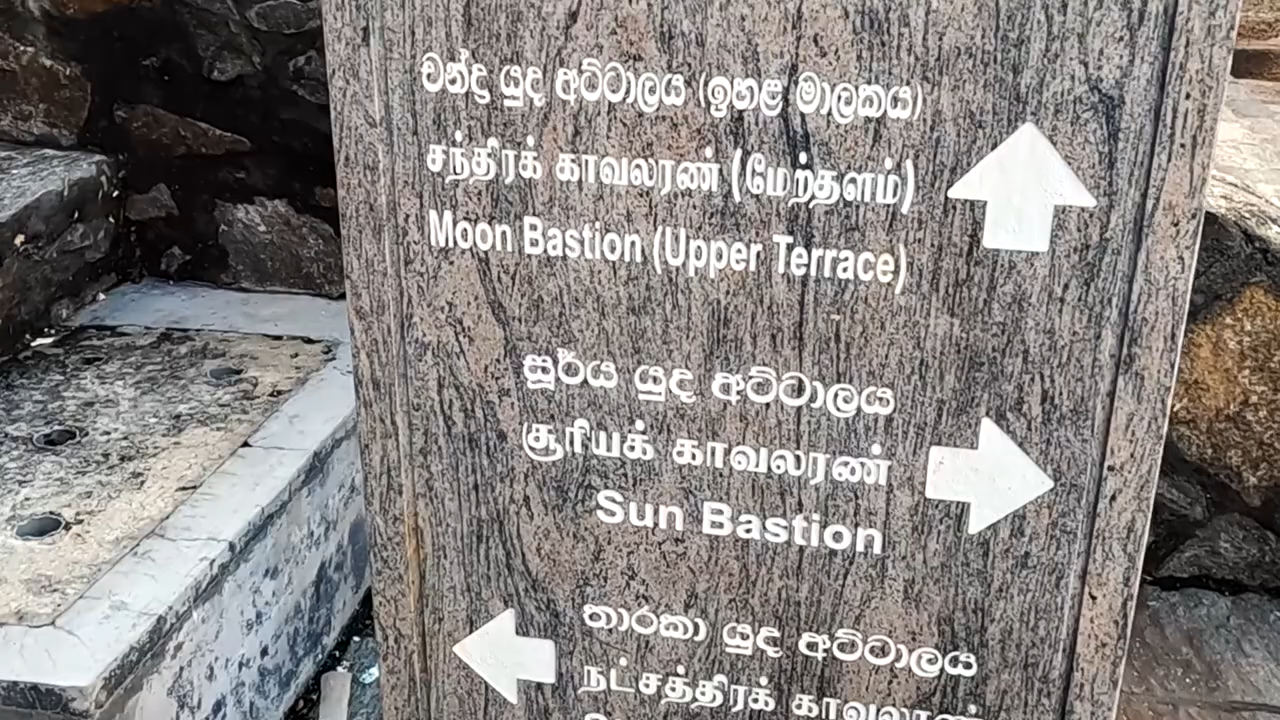 චන්ද්‍ර යුද අට්ටාලය (ඉහළ මාලකය)
சந்திரக் காவலரண் (மேற்தளம்)
Moon Bastion (Upper Terrace)
සූර්ය යුද අට්ටාලය
சூரியக் காவலரண்
Sun Bastion
තාරකා යුද අට්ටාලය
நட்சத்திரக் காவலரண்